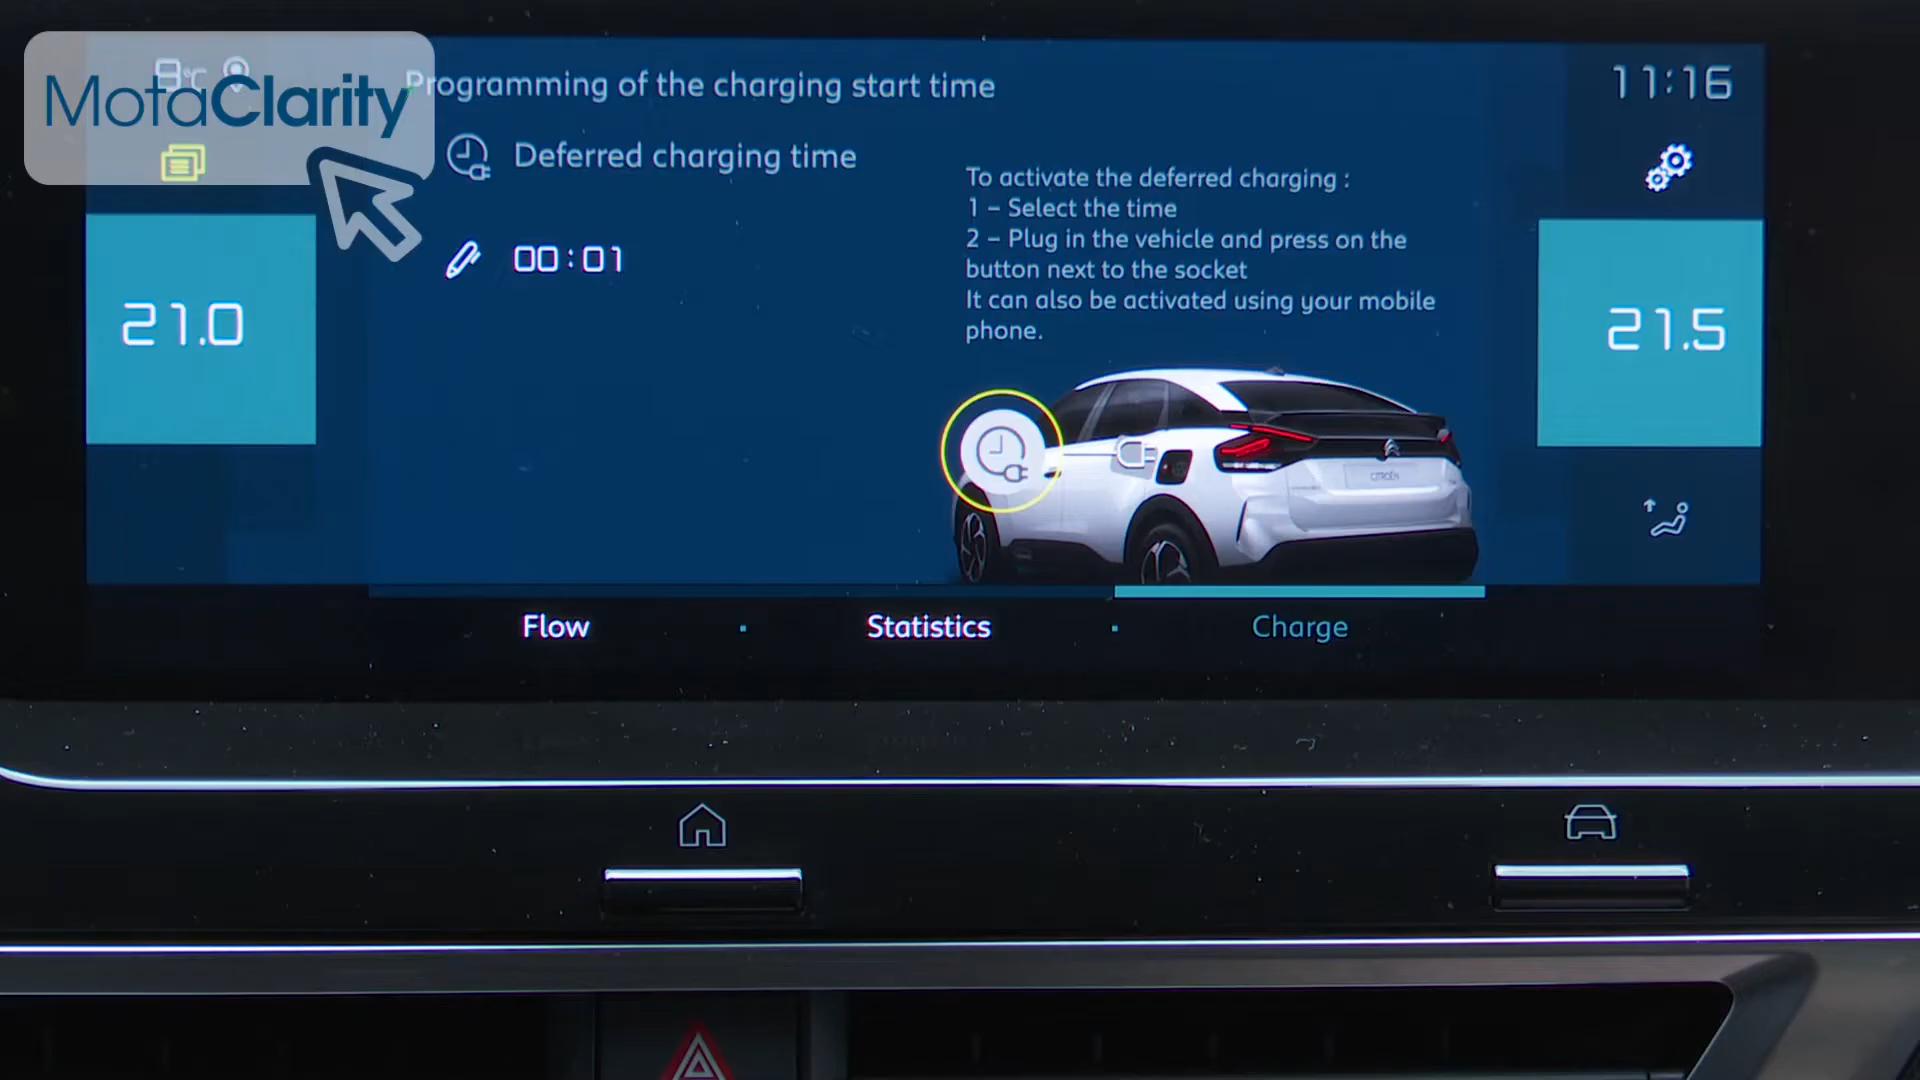 8°C
MotaClarity
Programming of the charging start time
11:16
Deferred charging time
To activate the deferred charging :
1 – Select the time
2 – Plug in the vehicle and press on the
button next to the socket
It can also be activated using your mobile
phone.
00:01
21.0
21.5
CITROËN
Flow
Statistics
Charge